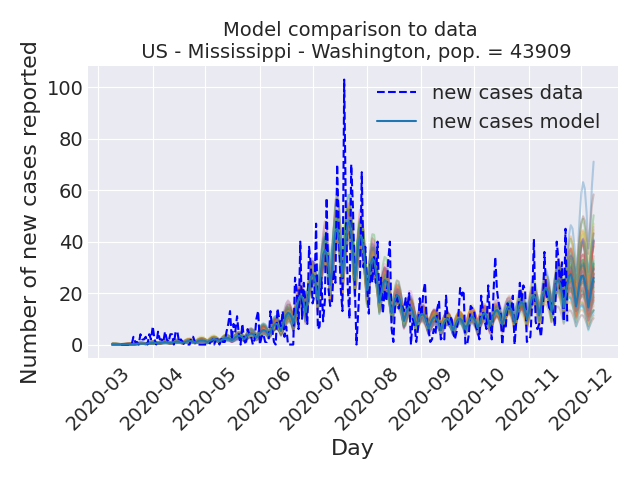 Model comparison to data
US - Mississippi - Washington, pop. = 43909
Number of new cases reported
100
80
60
40
20
0
new cases data
new cases model
2020-03
2020-04
2020-05
2020-06
2020-07
2020-08
2020-09
2020-10
2020-11
2020-12
Day